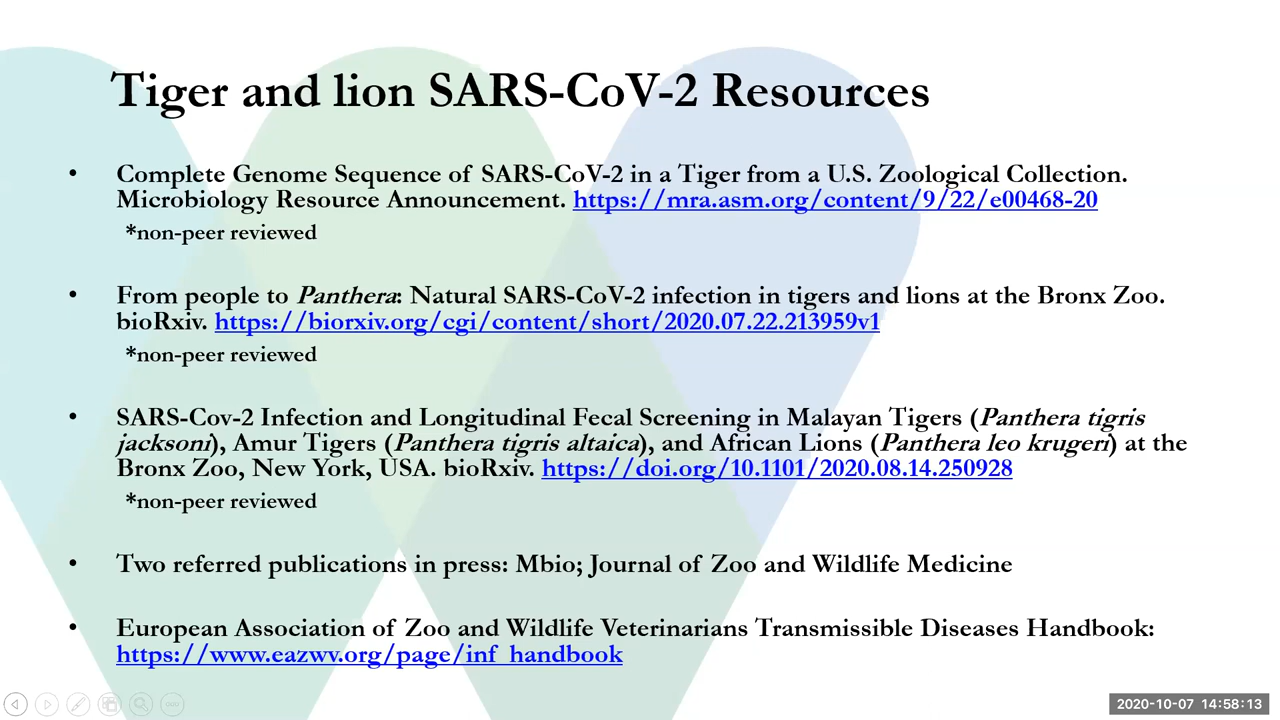 Tiger and lion SARS-CoV-2 Resources
• Complete Genome Sequence of SARS-CoV-2 in a Tiger from a U.S. Zoological Collection.
Microbiology Resource Announcement. https://mra.asm.org/content/9/22/e00468-20
*non-peer reviewed
• From people to Panthera: Natural SARS-CoV-2 infection in tigers and lions at the Bronx Zoo.
bioRxiv. https://biorxiv.org/cgi/content/short/2020.07.22.213959v1
*non-peer reviewed
• SARS-Cov-2 Infection and Longitudinal Fecal Screening in Malayan Tigers (Panthera tigris
jacksoni), Amur Tigers (Panthera tigris altaica), and African Lions (Panthera leo krugeri) at the
Bronx Zoo, New York, USA. bioRxiv. https://doi.org/10.1101/2020.08.14.250928
*non-peer reviewed
• Two referred publications in press: Mbio; Journal of Zoo and Wildlife Medicine
• European Association of Zoo and Wildlife Veterinarians Transmissible Diseases Handbook:
https://www.eazwv.org/page/inf_handbook
2020-10-07 14:58:13